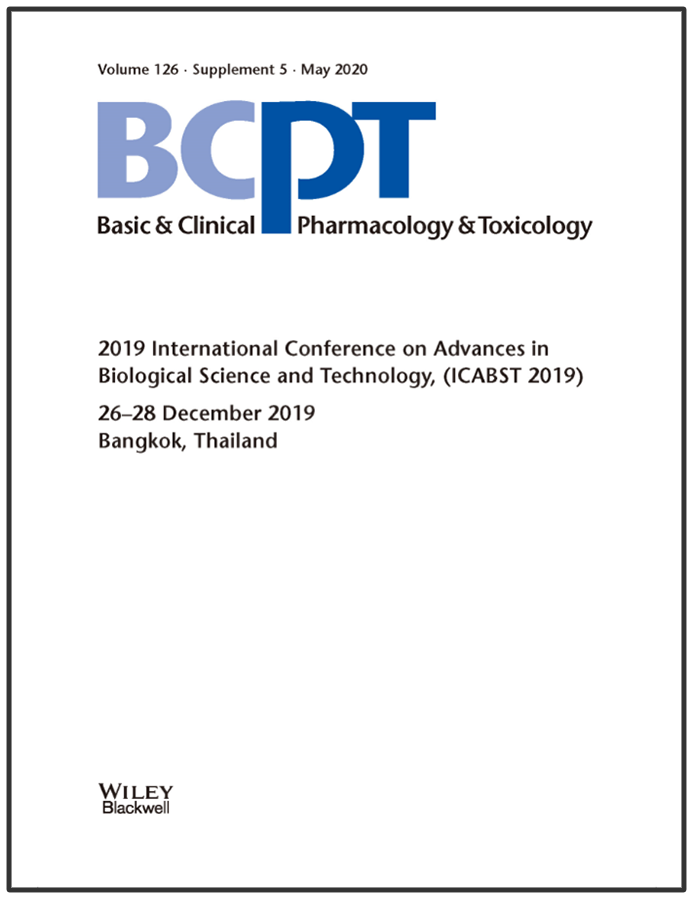 Volume 126 · Supplement 5 · May 2020
BCPT
Basic & Clinical Pharmacology & Toxicology
2019 International Conference on Advances in
Biological Science and Technology, (ICABST 2019)
26–28 December 2019
Bangkok, Thailand
WILEY
Blackwell